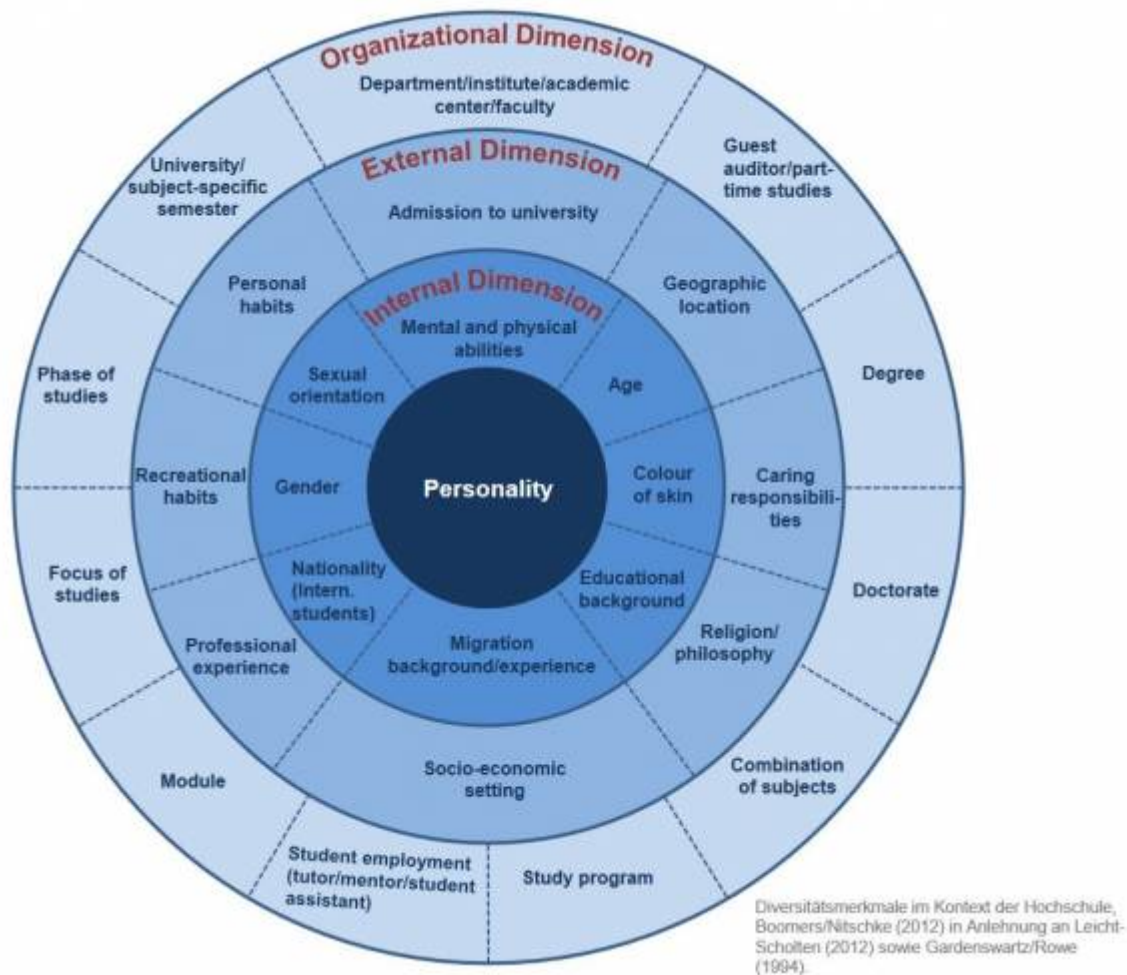 Organizational Dimension
Department/institute/academic
center/faculty
Guest
auditor/part-
time studies
Degree
Doctorate
Combination
of subjects
Study program
Student employment
(tutor/mentor/student
assistant)
Module
Focus of
studies
Phase of
studies
University/
subject-specific
semester
External Dimension
Admission to university
Geographic
location
Caring
responsibili-
ties
Religion/
philosophy
Socio-economic
setting
Professional
experience
Recreational
habits
Personal
habits
Internal Dimension
Mental and physical
abilities
Age
Colour
of skin
Educational
background
Migration
background/experience
Nationality
(Intern.
students)
Gender
Sexual
orientation
Personality
Diversitätsmerkmale im Kontext der Hochschule,
Boomers/Nitschke (2012) in Anlehnung an Leicht-
Scholten (2012) sowie Gardenswartz/Rowe
(1994).